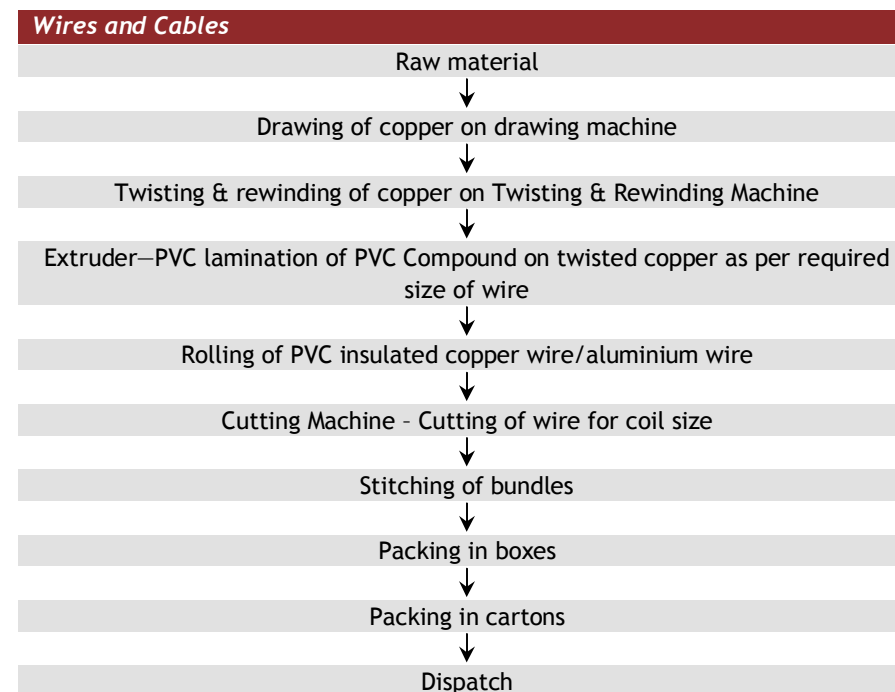 Wires and Cables
Raw material
Drawing of copper on drawing machine
Twisting & rewinding of copper on Twisting & Rewinding Machine
Extruder—PVC lamination of PVC Compound on twisted copper as per required
size of wire
Rolling of PVC insulated copper wire/aluminium wire
Cutting Machine – Cutting of wire for coil size
Stitching of bundles
Packing in boxes
Packing in cartons
Dispatch